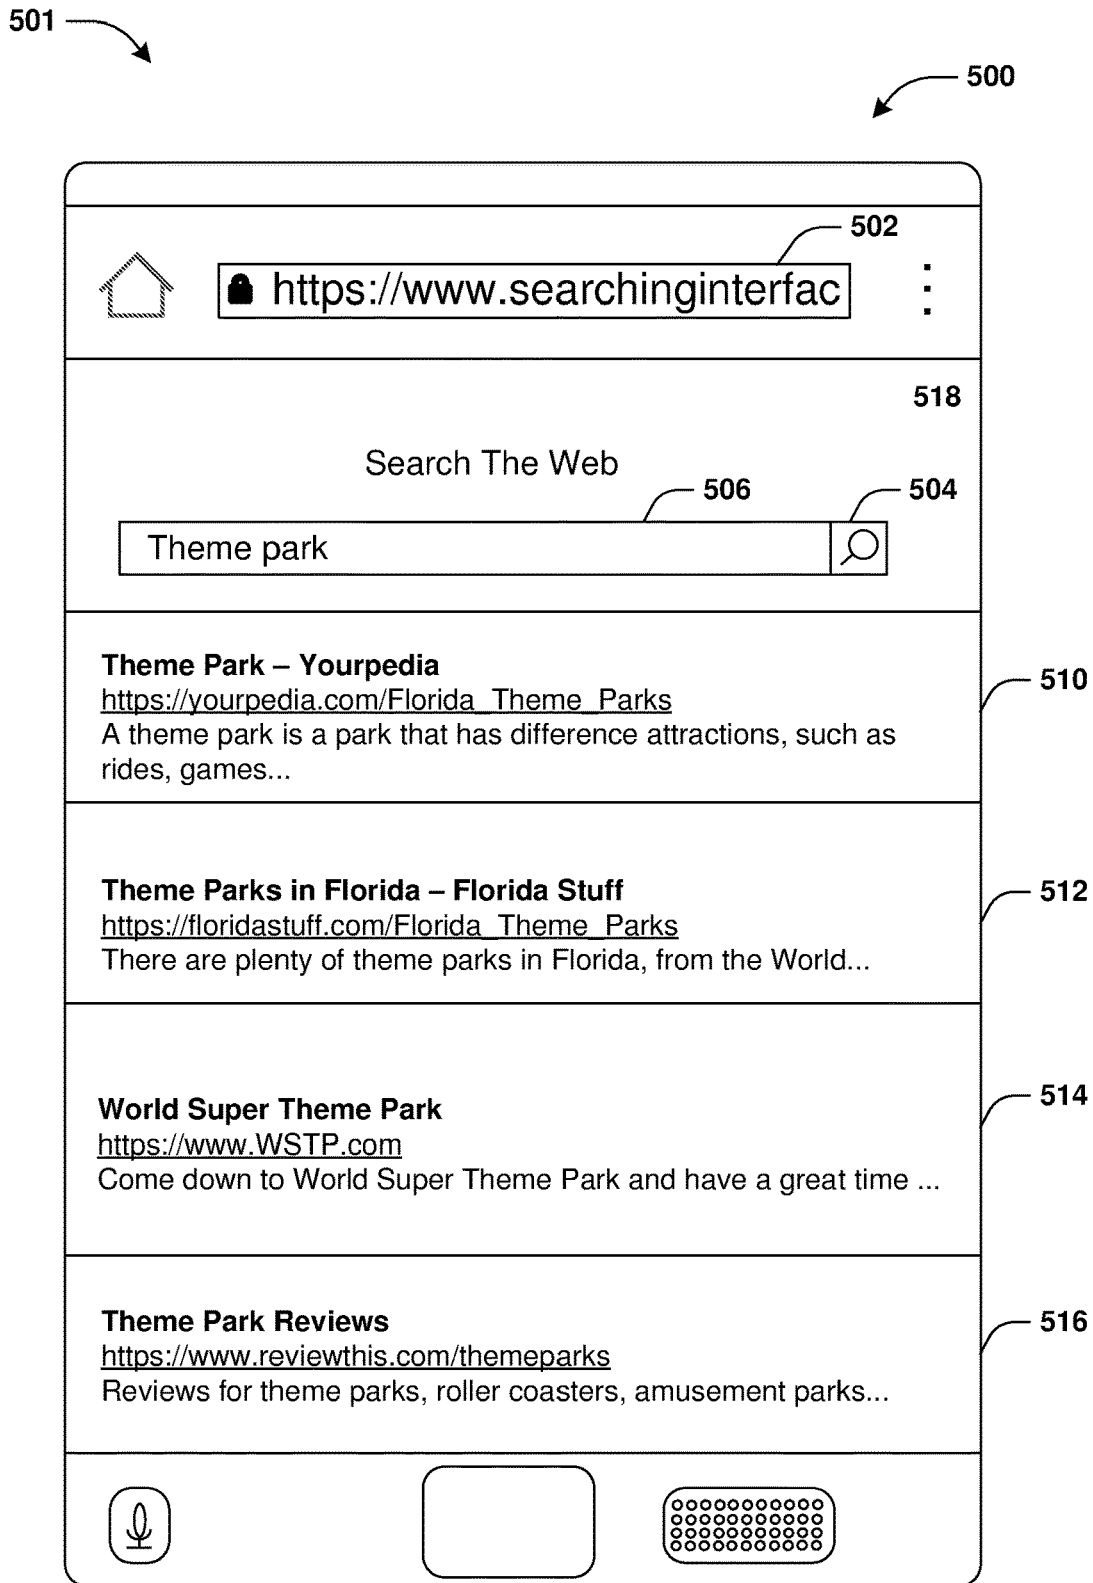 501
500
502
https://www.searchinginterfac
518
Search The Web
506
504
Theme park
Theme Park – Yourpedia
510
https://yourpedia.com/Florida_Theme_Parks
A theme park is a park that has difference attractions, such as
rides, games...
Theme Parks in Florida – Florida Stuff
512
https://floridastuff.com/Florida_Theme_Parks
There are plenty of theme parks in Florida, from the World...
World Super Theme Park
514
https://www.WSTP.com
Come down to World Super Theme Park and have a great time ...
Theme Park Reviews
516
https://www.reviewthis.com/themeparks
Reviews for theme parks, roller coasters, amusement parks...